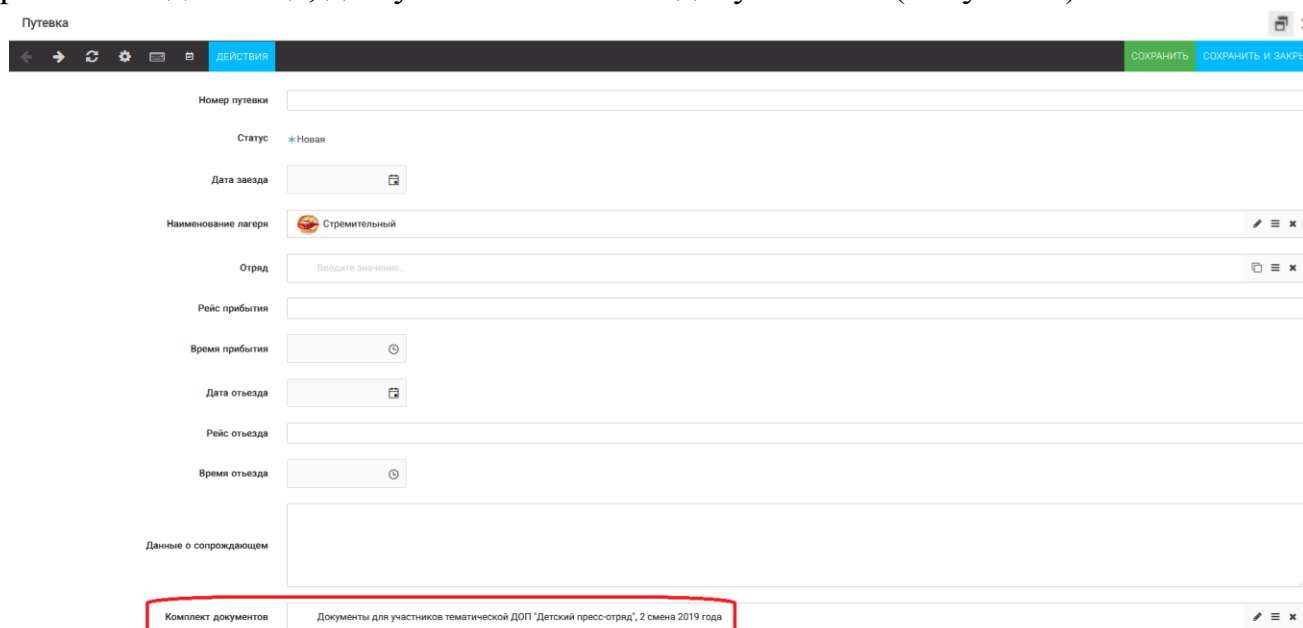 Путевка
ДЕЙСТВИЯ
СОХРАНИТЬ СОХРАНИТЬ И ЗАКРЫ
Номер путевки
Статус Новая
Дата заезда
Наименование лагеря Стремительный
Отряд Введите значение...
Рейс прибытия
Время прибытия
Дата отъезда
Рейс отъезда
Время отъезда
Данные о сопрождающем
Комплект документов Документы для участников тематической ДОП "Детский пресс-отряд", 2 смена 2019 года